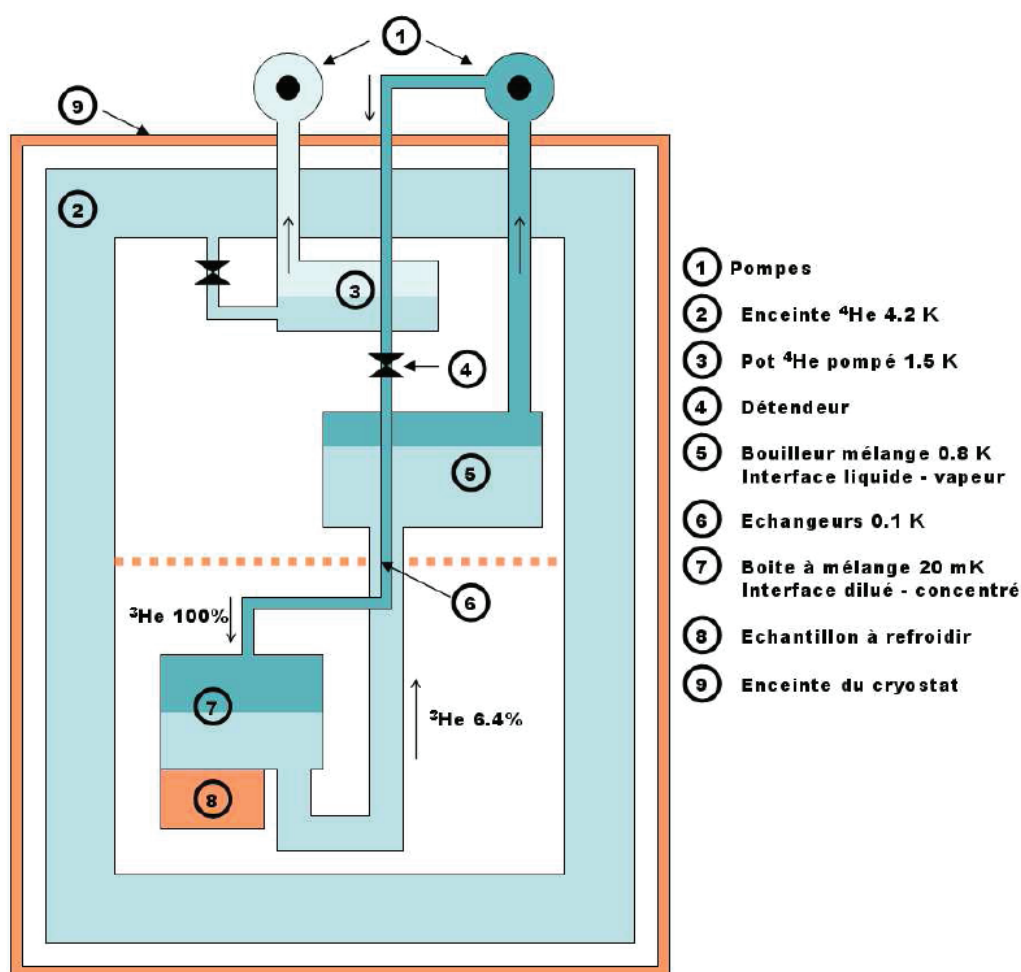 1
9
2
3
4
5
6
³He 100%
7
³He 6.4%
8
1 Pompes
2 Enceinte ⁴He 4.2 K
3 Pot ⁴He pompé 1.5 K
4 Détendeur
5 Bouilleur mélange 0.8 K
Interface liquide - vapeur
6 Echangeurs 0.1 K
7 Boite à mélange 20 mK
Interface dilué - concentré
8 Echantillon à refroidir
9 Enceinte du cryostat